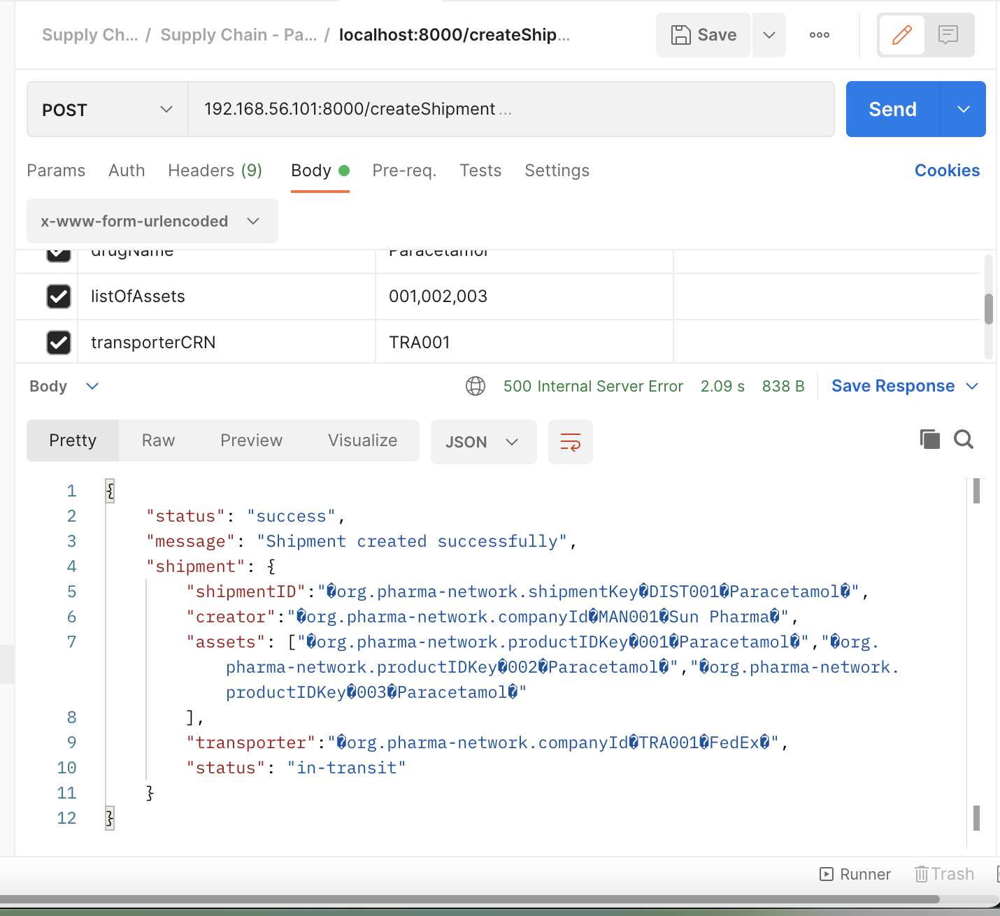 Supply Ch... / Supply Chain - Pa... / localhost:8000/createShip...
Save
POST
192.168.56.101:8000/createShipment ...
Send
Params Auth Headers (9) Body Pre-req. Tests Settings Cookies
x-www-form-urlencoded
drugName Paracetamol
listOfAssets 001,002,003
transporterCRN TRA001
Body 500 Internal Server Error 2.09 s 838 B Save Response
Pretty Raw Preview Visualize JSON
1 {
2 "status": "success",
3 "message": "Shipment created successfully",
4 "shipment": {
5 "shipmentID":"�org.pharma-network.shipmentKey�DIST001�Paracetamol�",
6 "creator":"�org.pharma-network.companyId�MAN001�Sun Pharma�",
7 "assets": ["�org.pharma-network.productIDKey�001�Paracetamol�","�org.
pharma-network.productIDKey�002�Paracetamol�","�org.pharma-network.
productIDKey�003�Paracetamol�"
8 ],
9 "transporter":"�org.pharma-network.companyId�TRA001�FedEx�",
10 "status": "in-transit"
11 }
12 }
Runner Trash